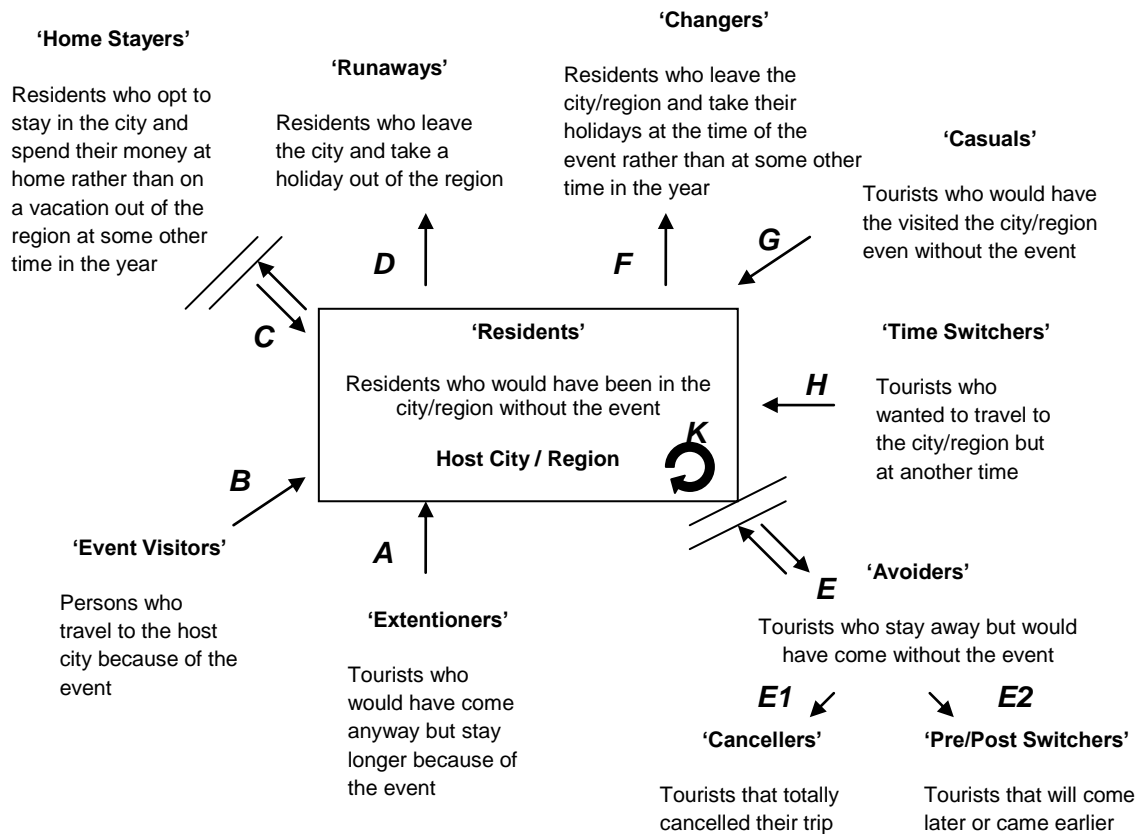 ‘Home Stayers’
Residents who opt to
stay in the city and
spend their money at
home rather than on
a vacation out of the
region at some other
time in the year
‘Runaways’
Residents who leave
the city and take a
holiday out of the region
‘Changers’
Residents who leave the
city/region and take their
holidays at the time of the
event rather than at some other
time in the year
‘Casuals’
Tourists who would have
the visited the city/region
even without the event
C
D
F
G
‘Residents’
Residents who would have been in the
city/region without the event
K
Host City / Region
‘Time Switchers’
H
Tourists who
wanted to travel to
the city/region but
at another time
B
‘Event Visitors’
Persons who
travel to the host
city because of the
event
A
‘Extentioners’
Tourists who
would have come
anyway but stay
longer because of
the event
E
‘Avoiders’
Tourists who stay away but would
have come without the event
E1
‘Cancellers’
Tourists that totally
cancelled their trip
E2
‘Pre/Post Switchers’
Tourists that will come
later or came earlier